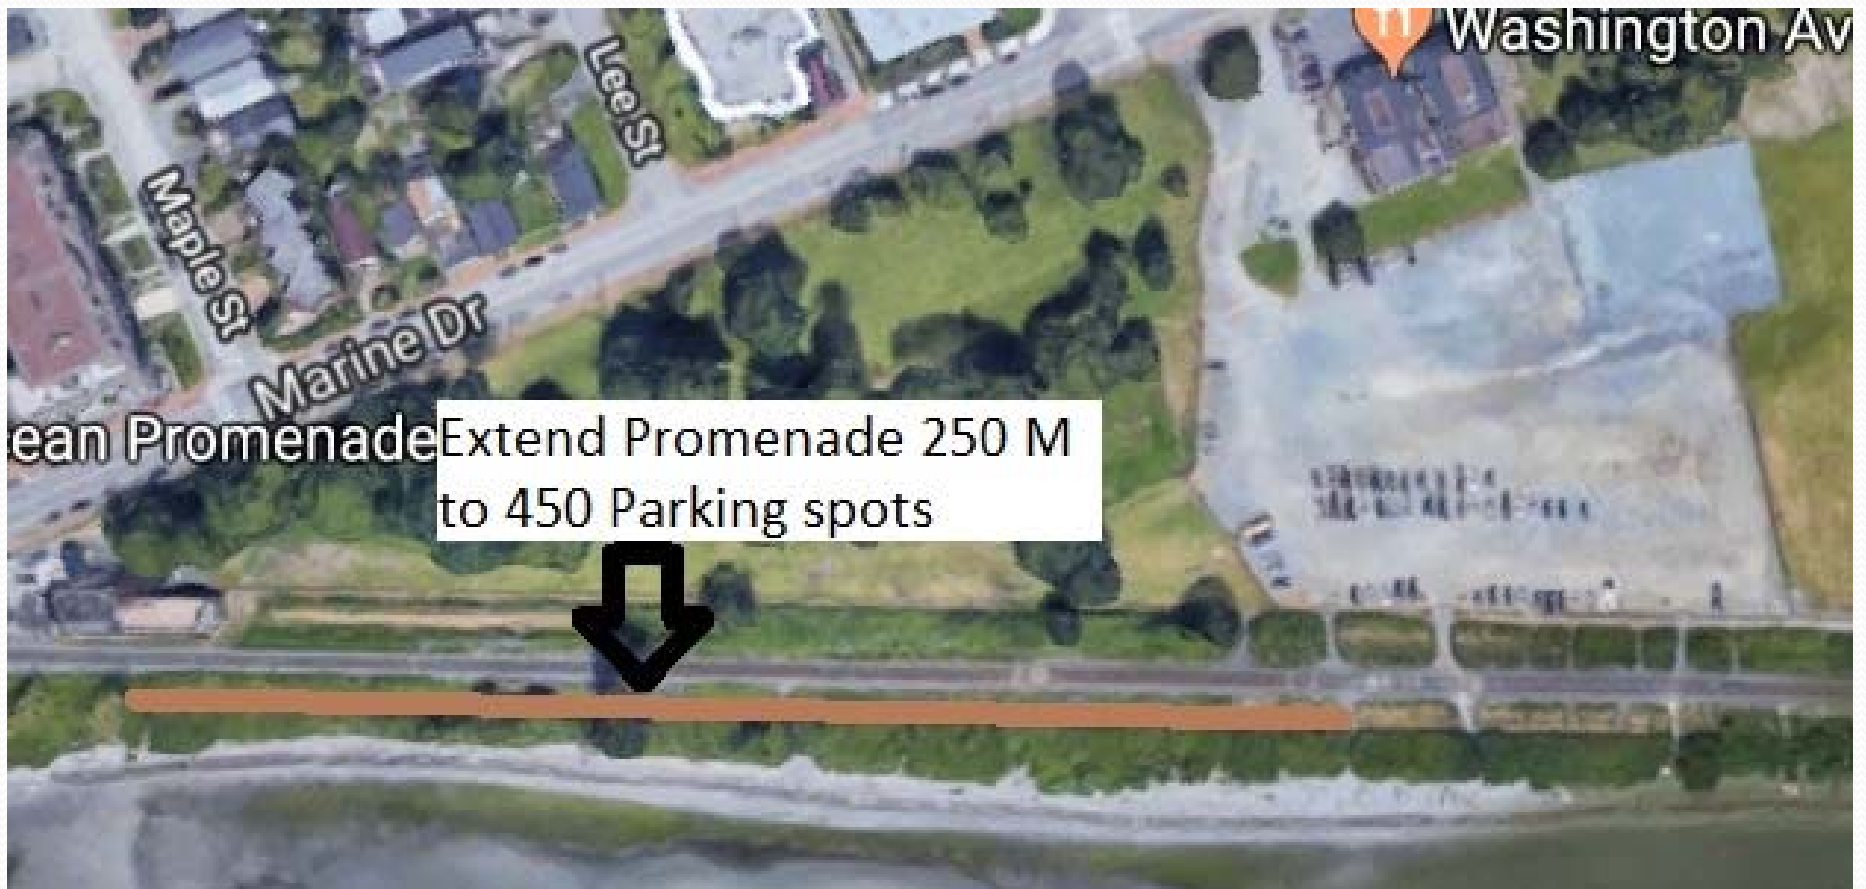 Washington Av
Lee St
Maple St
Marine Dr
ean Promenade
Extend Promenade 250 M
to 450 Parking spots